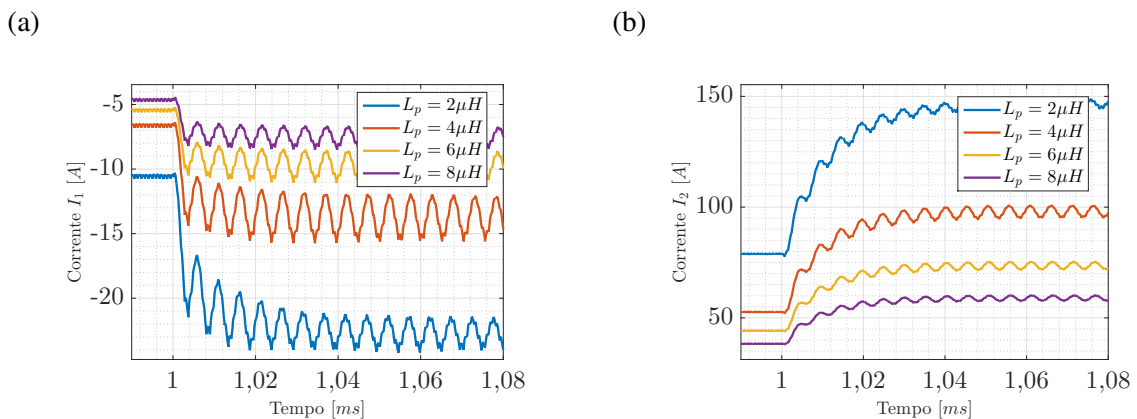 (a)
(b)
Corrente I₁ [A]
-5
-10
-15
-20
L_p = 2μH
L_p = 4μH
L_p = 6μH
L_p = 8μH
1 1,02 1,04 1,06 1,08
Tempo [ms]
Corrente I₂ [A]
150
100
50
L_p = 2μH
L_p = 4μH
L_p = 6μH
L_p = 8μH
1 1,02 1,04 1,06 1,08
Tempo [ms]